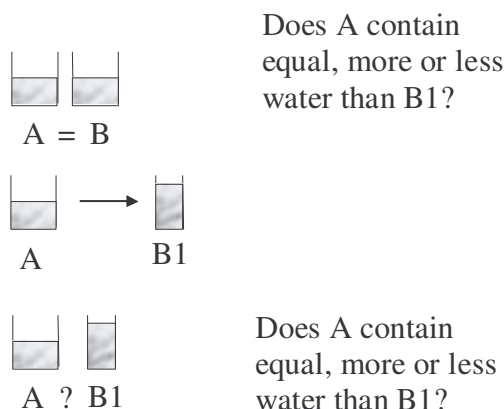 Does A contain
equal, more or less
water than B1?
A = B
A
B1
Does A contain
equal, more or less
water than B1?
A ? B1